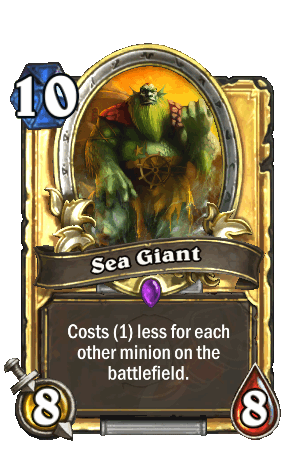 10
Sea Giant
Costs (1) less for each
other minion on the
battlefield.
8
8